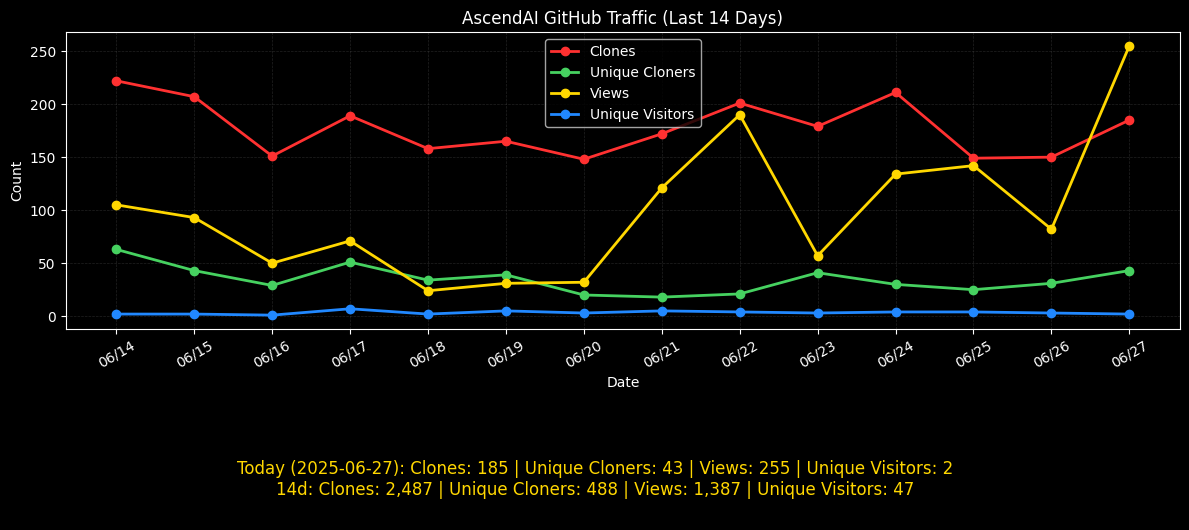 AscendAI GitHub Traffic (Last 14 Days)
Clones
Unique Cloners
Views
Unique Visitors
Count
250
200
150
100
50
0
06/14 06/15 06/16 06/17 06/18 06/19 06/20 06/21 06/22 06/23 06/24 06/25 06/26 06/27
Date
Today (2025-06-27): Clones: 185 | Unique Cloners: 43 | Views: 255 | Unique Visitors: 2
14d: Clones: 2,487 | Unique Cloners: 488 | Views: 1,387 | Unique Visitors: 47